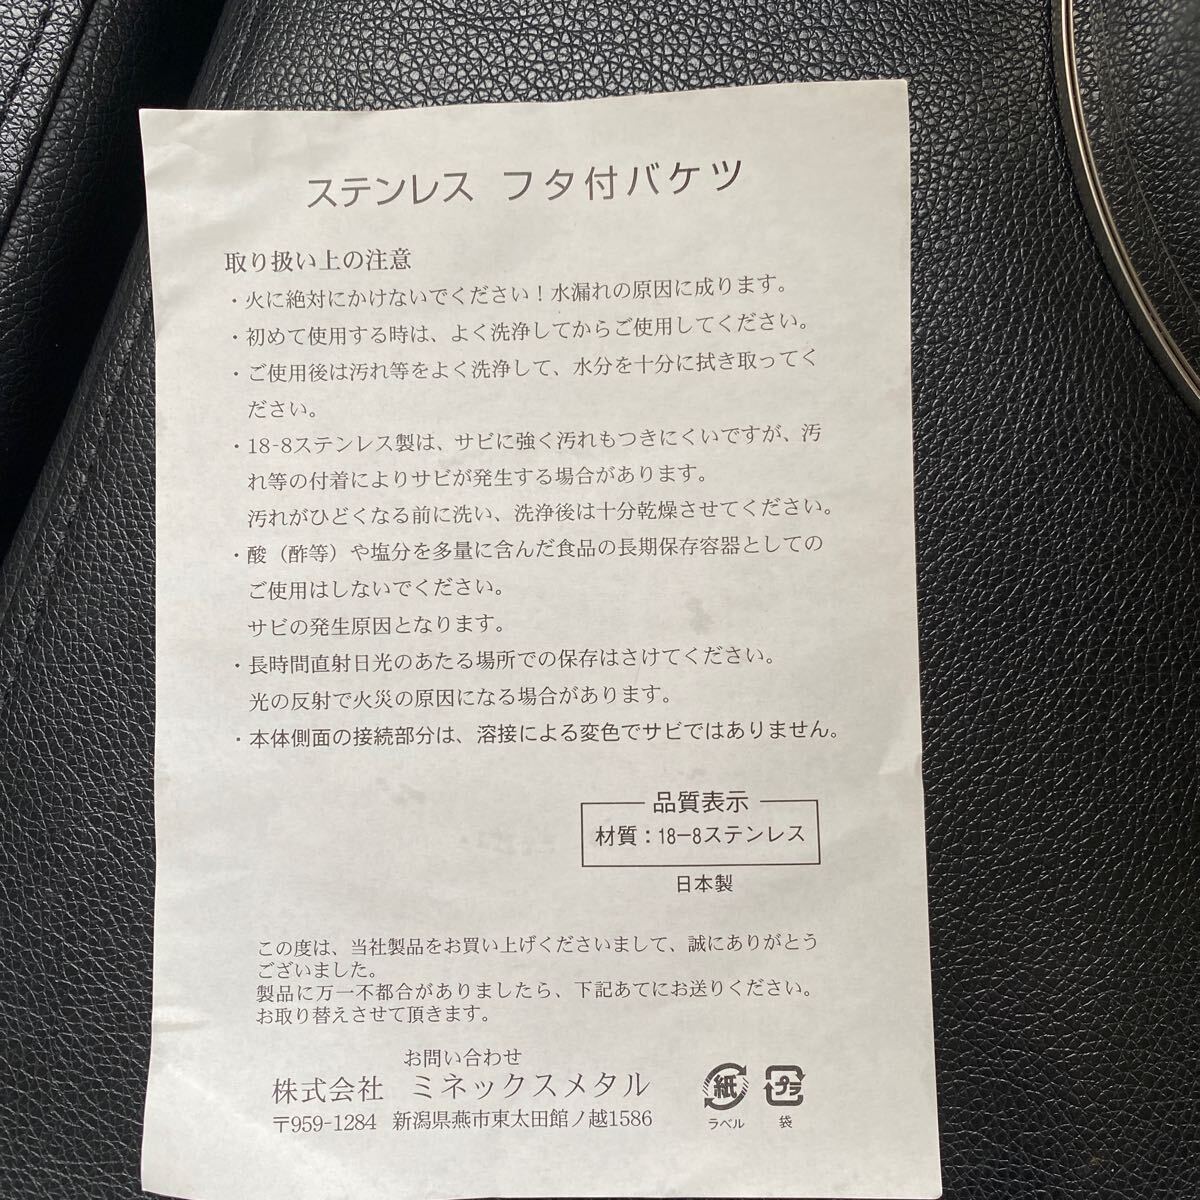 ステンレス フタ付バケツ
取り扱い上の注意
・火に絶対にかけないでください！水漏れの原因に成ります。
・初めて使用する時は、よく洗浄してからご使用してください。
・ご使用後は汚れ等をよく洗浄して、水分を十分に拭き取ってく
ださい。
・18-8ステンレス製は、サビに強く汚れもつきにくいですが、汚
れ等の付着によりサビが発生する場合があります。
汚れがひどくなる前に洗い、洗浄後は十分乾燥させてください。
・酸（酢等）や塩分を多量に含んだ食品の長期保存容器としての
ご使用はしないでください。
サビの発生原因となります。
・長時間直射日光のあたる場所での保存はさけてください。
光の反射で火災の原因になる場合があります。
・本体側面の接続部分は、溶接による変色でサビではありません。
品質表示
材質：18－8ステンレス
日本製
この度は、当社製品をお買い上げくださいまして、誠にありがとう
ございました。
製品に万一不都合がありましたら、下記あてにお送りください。
お取り替えさせて頂きます。
お問い合わせ
株式会社 ミネックスメタル
〒959-1284 新潟県燕市東太田館ノ越1586
紙
ラベル
プラ
袋